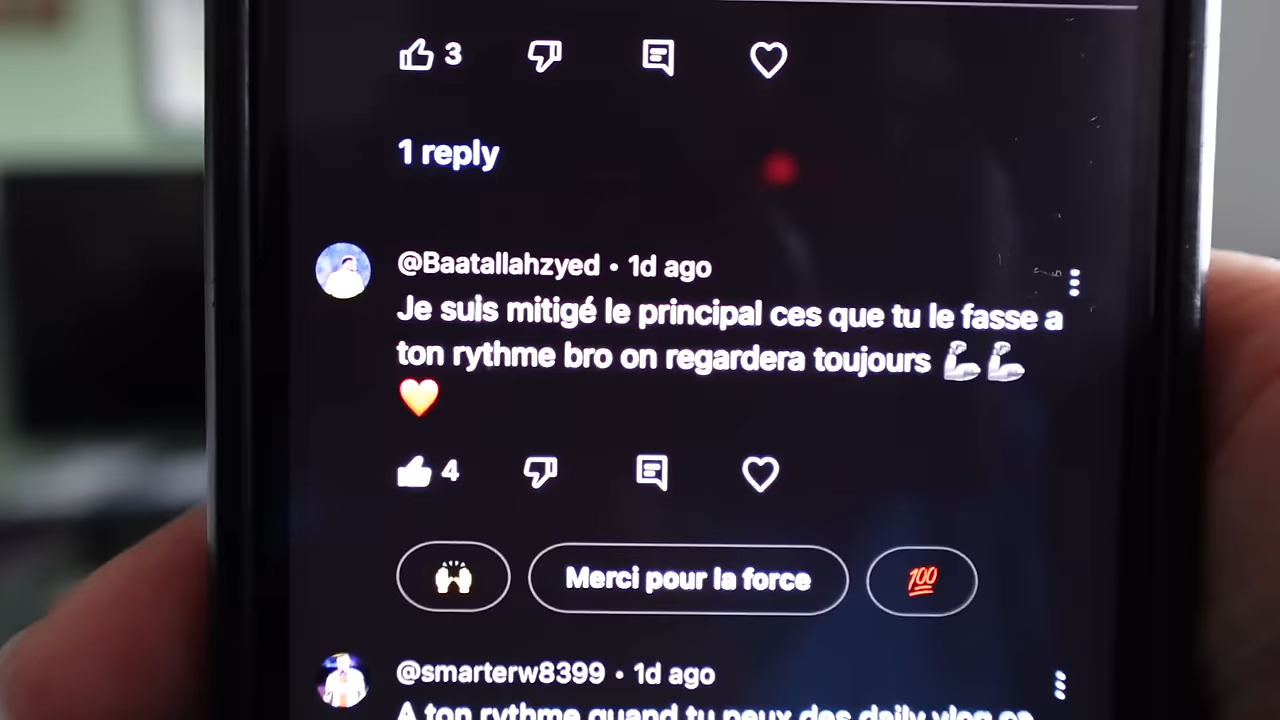 3
1 reply
@Baatallahzyed • 1d ago
Je suis mitigé le principal ces que tu le fasse a
ton rythme bro on regardera toujours 💪💪
🧡
4
🙌 Merci pour la force 💯
@smarterw8399 • 1d ago
A ton rythme quand tu peux des daily vlog ça